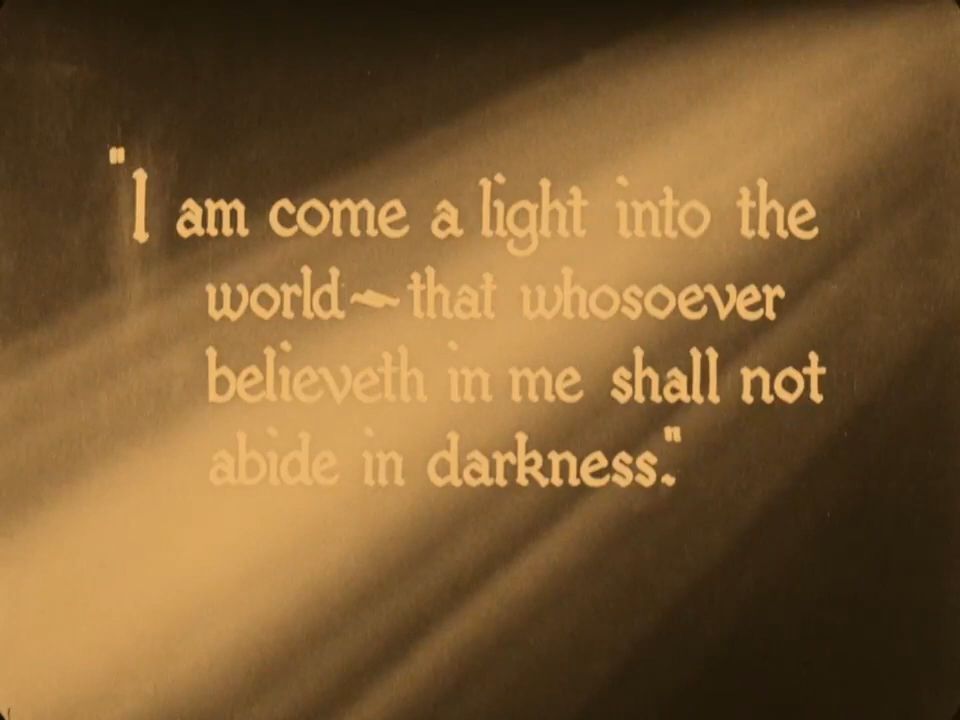 "I am come a light into the
world~that whosoever
believeth in me shall not
abide in darkness."